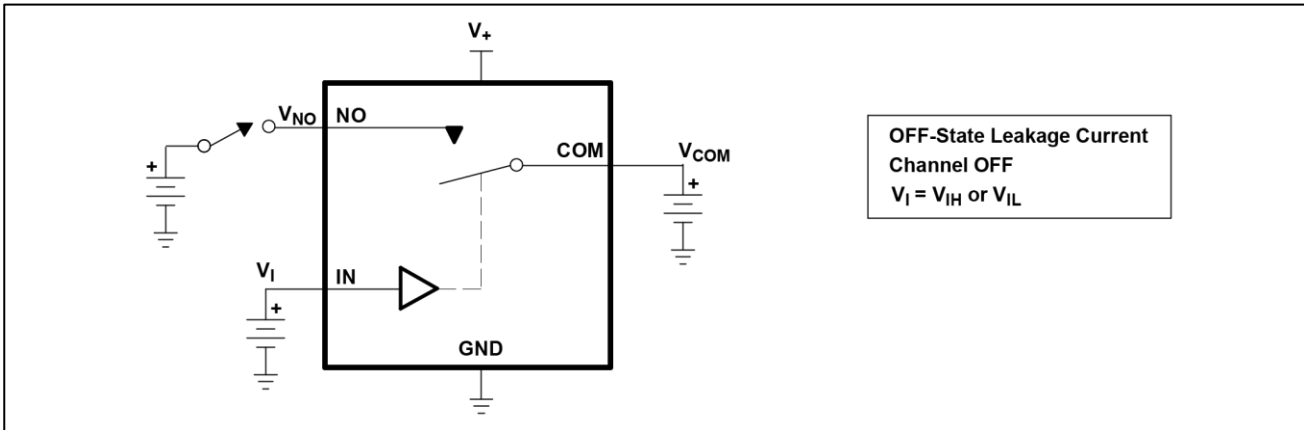 V+
VNO NO
COM VCOM
+
+
VI IN
+
GND
OFF-State Leakage Current
Channel OFF
VI = VIH or VIL